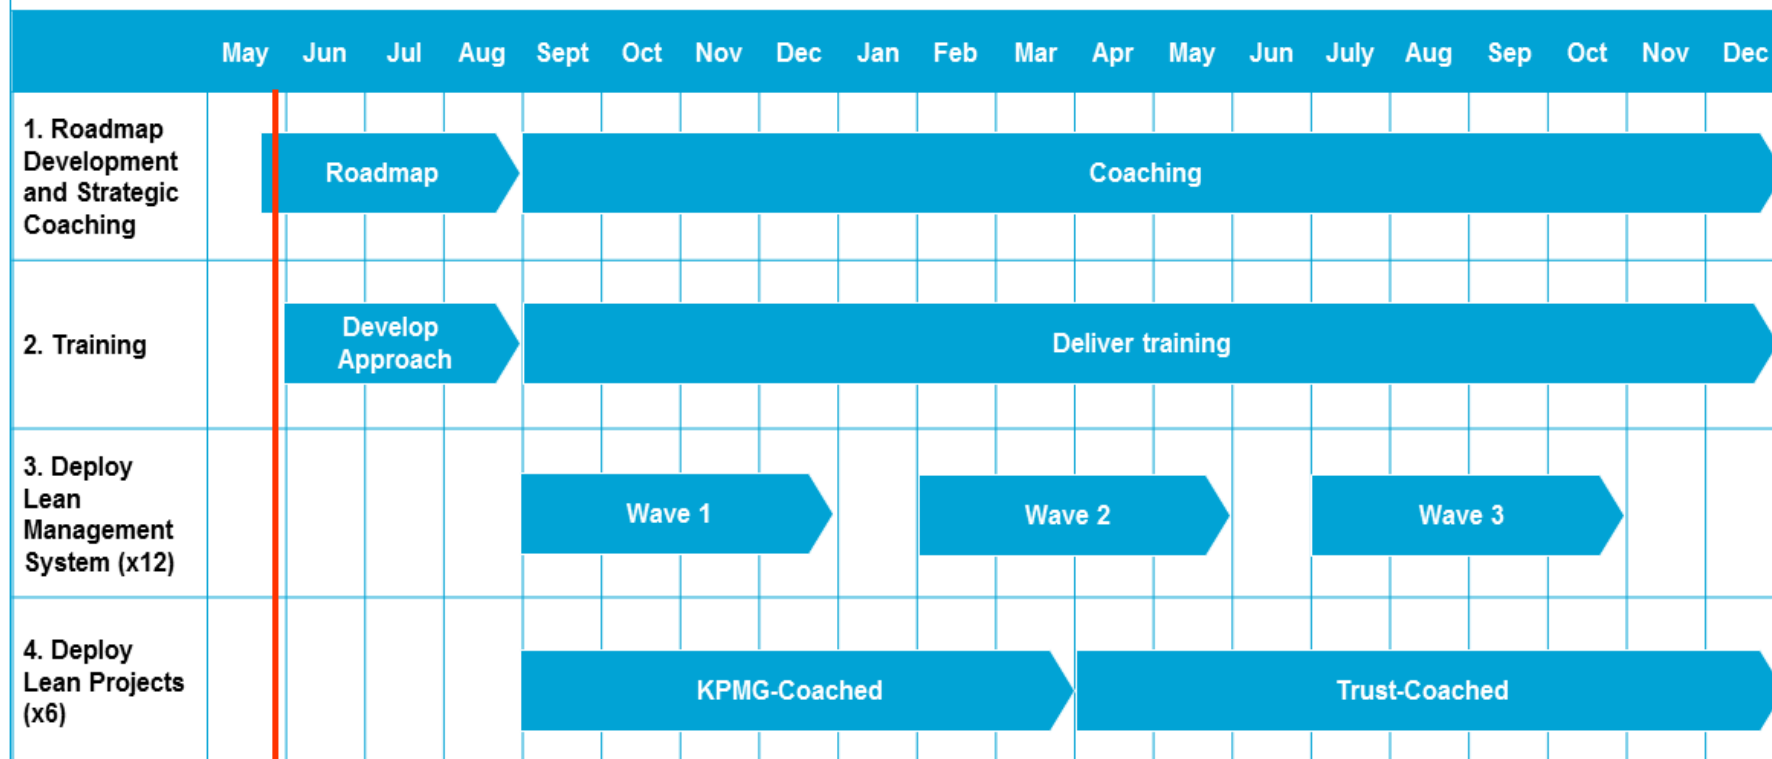 May Jun Jul Aug Sept Oct Nov Dec Jan Feb Mar Apr May Jun July Aug Sep Oct Nov Dec
1. Roadmap
Development
and Strategic
Coaching
Roadmap
Coaching
2. Training
Develop
Approach
Deliver training
3. Deploy
Lean
Management
System (x12)
Wave 1
Wave 2
Wave 3
4. Deploy
Lean Projects
(x6)
KPMG-Coached
Trust-Coached